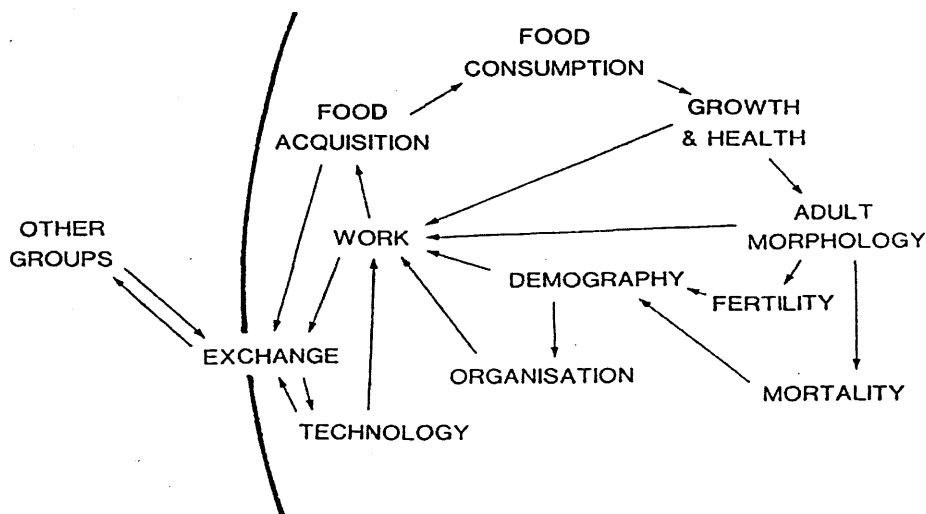 FOOD
CONSUMPTION
FOOD
ACQUISITION
GROWTH
& HEALTH
OTHER
GROUPS
WORK
ADULT
MORPHOLOGY
DEMOGRAPHY
FERTILITY
EXCHANGE
ORGANISATION
MORTALITY
TECHNOLOGY